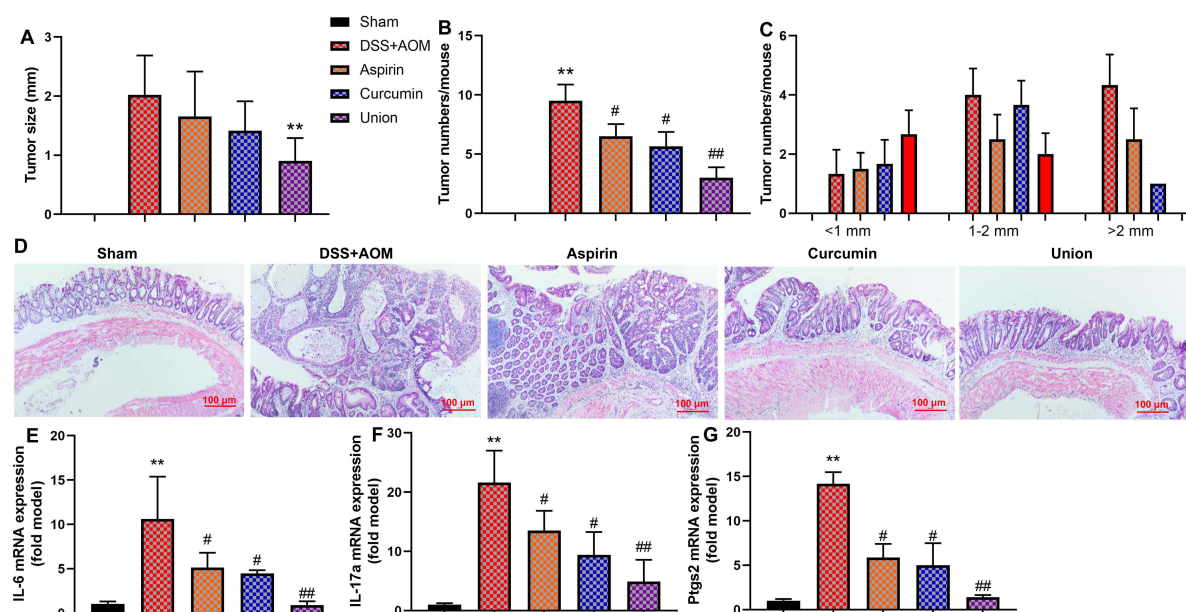 Sham
DSS+AOM
Aspirin
Curcumin
Union
A
Tumor size (mm)
3
2
1
0
**
B
Tumor numbers/mouse
15
10
5
0
**
#
#
##
C
Tumor numbers/mouse
6
4
2
0
<1 mm
1-2 mm
>2 mm
D
Sham
DSS+AOM
Aspirin
Curcumin
Union
100 μm
100 μm
100 μm
100 μm
100 μm
E
IL-6 mRNA expression
(fold model)
20
15
10
5
0
**
#
#
##
F
IL-17a mRNA expression
(fold model)
30
20
10
0
**
#
#
##
G
Ptgs2 mRNA expression
(fold model)
20
15
10
5
0
**
#
#
##